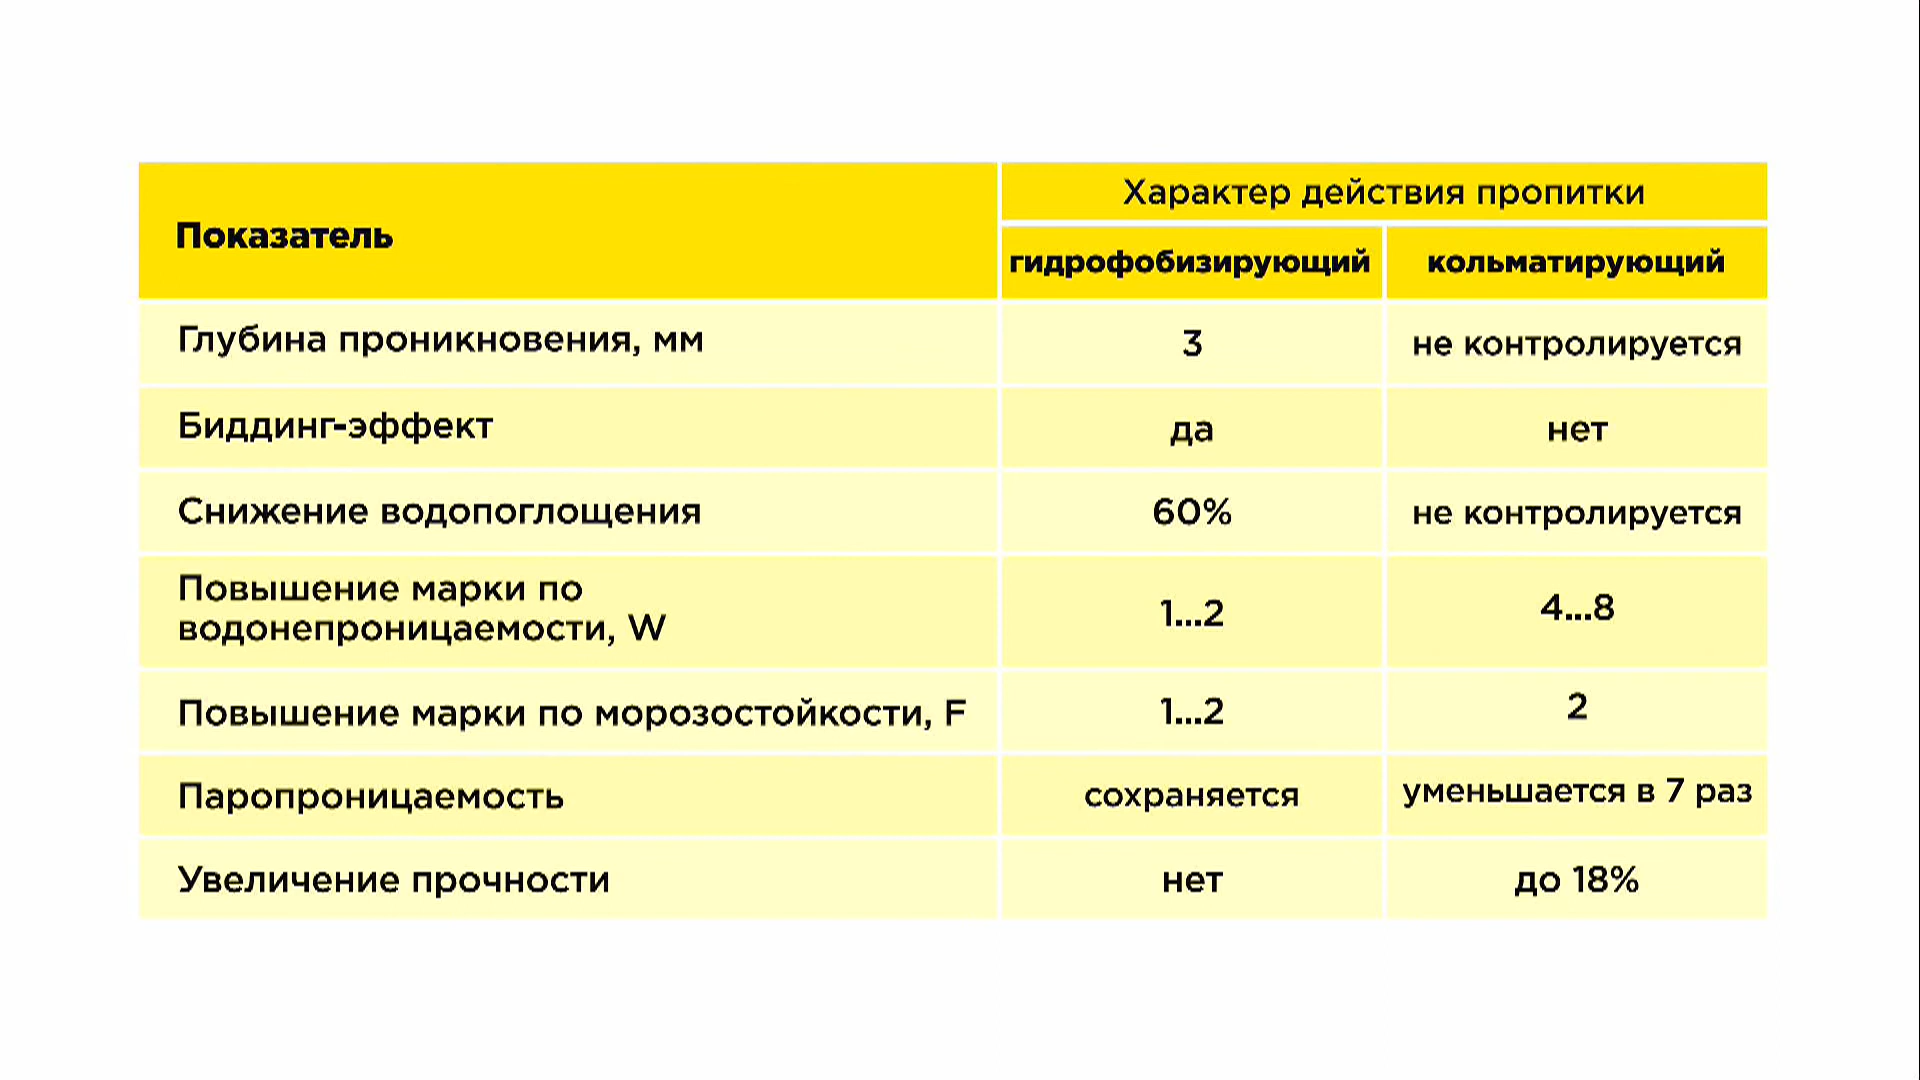 Показатель
Характер действия пропитки
гидрофобизирующий
кольматирующий
Глубина проникновения, мм
3
не контролируется
Биддинг-эффект
да
нет
Снижение водопоглощения
60%
не контролируется
Повышение марки по
водонепроницаемости, W
1...2
4...8
Повышение марки по морозостойкости, F
1...2
2
Паропроницаемость
сохраняется
уменьшается в 7 раз
Увеличение прочности
нет
до 18%